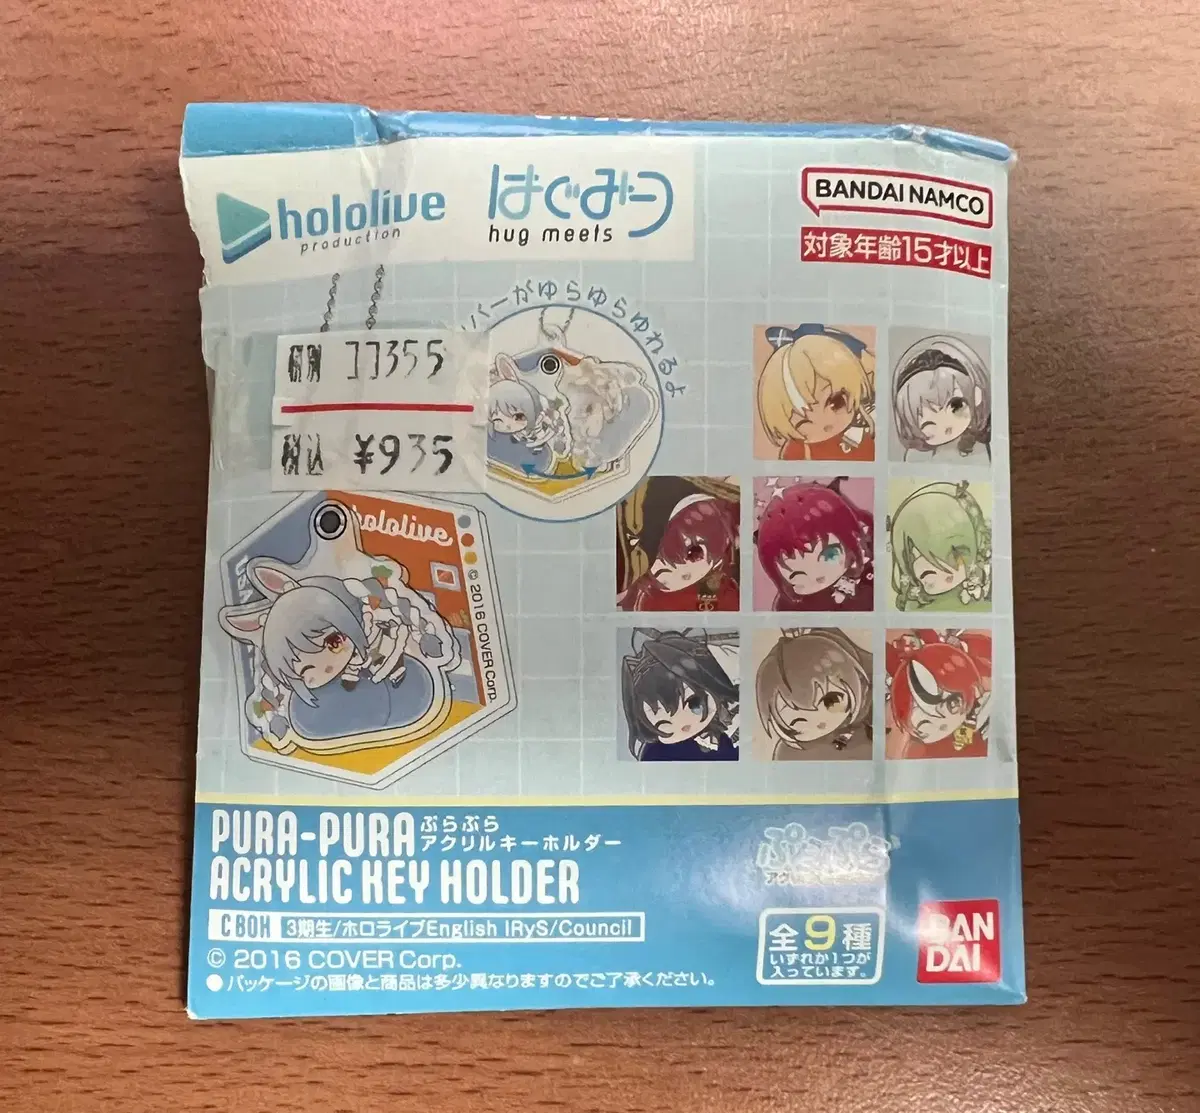 hololive
production
はぐみーつ
hug meets
BANDAI NAMCO
対象年齢15才以上
バーがゆらゆらゆれるよ
55355
税込 ¥935
hololive
© 2016 COVER Corp.
PURA-PURA
ぷらぷら
アクリルキーホルダー
ACRYLIC KEY HOLDER
C BOX 3期生/ホロライブEnglish IRyS/Council
© 2016 COVER Corp.
●パッケージの画像と商品は多少異なりますのでご了承ください。
ぷらぷら
全9種
いずれか1つが
入っています。
BAN
DAI